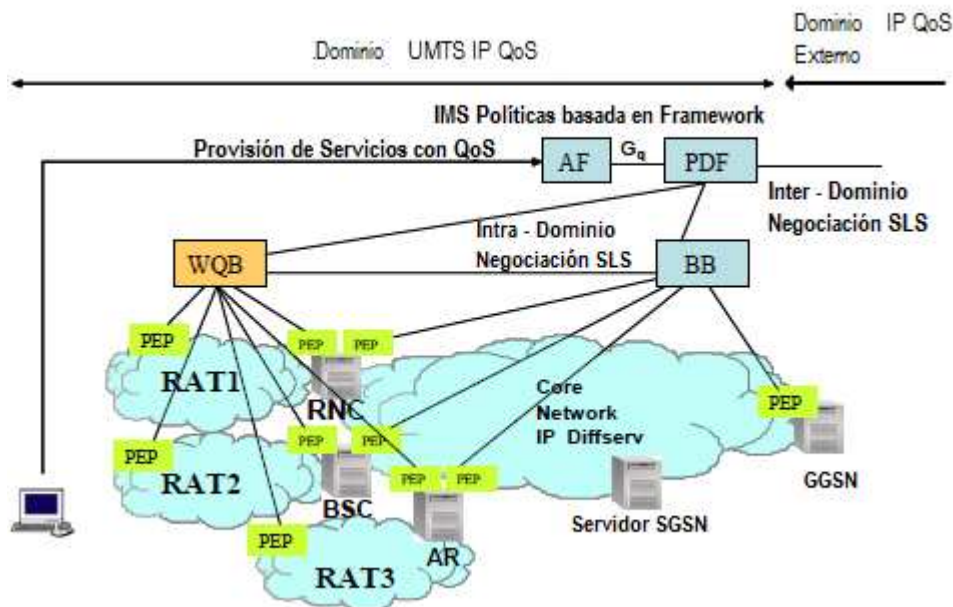 Dominio IP QoS
Externo
.Dominio UMTS IP QoS
IMS Políticas basada en Framework
Provisión de Servicios con QoS
AF
Gq
PDF
Inter - Dominio
Negociación SLS
Intra - Dominio
Negociación SLS
WQB
BB
PEP
PEP
PEP
RAT1
RNC
Core
Network
IP Diffserv
PEP
GGSN
PEP
PEP
PEP
RAT2
BSC
PEP
PEP
Servidor SGSN
PEP
RAT3
AR